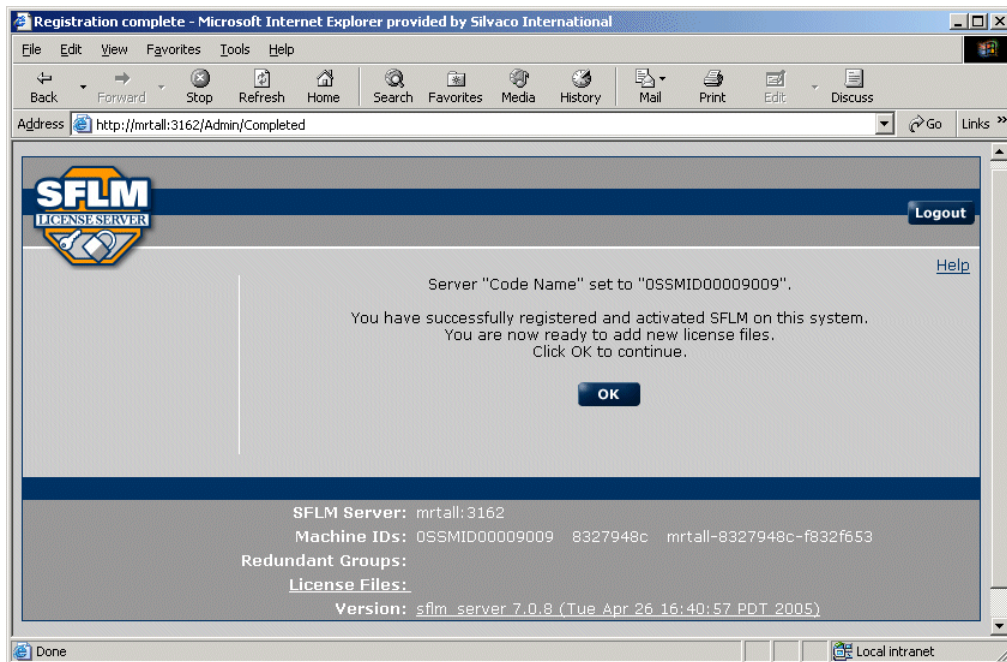 Registration complete - Microsoft Internet Explorer provided by Silvaco International
File Edit View Favorites Tools Help
Back Forward Stop Refresh Home Search Favorites Media History Mail Print Edit Discuss
Address http://mrtall:3162/Admin/Completed Go Links »
SFLM
LICENSE SERVER
Logout
Help
Server "Code Name" set to "0SSMID00009009".
You have successfully registered and activated SFLM on this system.
You are now ready to add new license files.
Click OK to continue.
OK
SFLM Server: mrtall:3162
Machine IDs: 0SSMID00009009 8327948c mrtall-8327948c-f832f653
Redundant Groups:
License Files:
Version: sflm_server 7.0.8 (Tue Apr 26 16:40:57 PDT 2005)
Done Local intranet